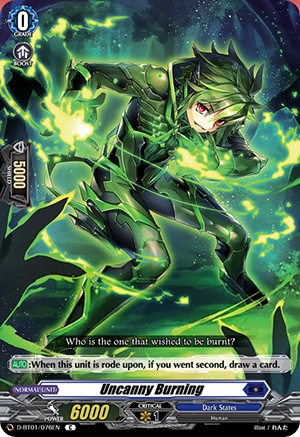 0
GRADE
BOOST
5000
SHIELD
Who is the one that wished to be burnt?
AUTO:When this unit is rode upon, if you went second, draw a card.
NORMAL UNIT
Uncanny Burning
POWER 6000
CRITICAL
1
Dark States
Human
D-BT01/076EN C
Illust /